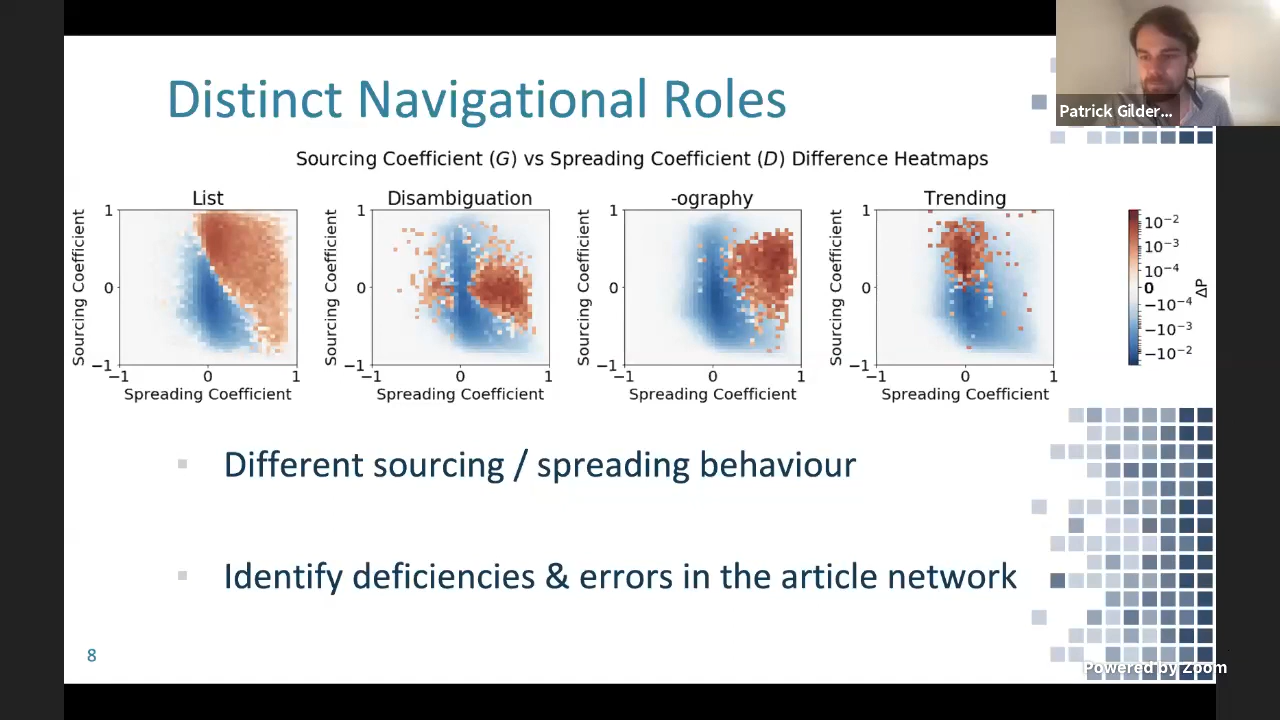 Distinct Navigational Roles
Patrick Gilder...
Sourcing Coefficient (G) vs Spreading Coefficient (D) Difference Heatmaps
List
Disambiguation
-ography
Trending
Sourcing Coefficient
1
0
−1
−1
0
1
Spreading Coefficient
Sourcing Coefficient
1
0
−1
−1
0
1
Spreading Coefficient
Sourcing Coefficient
1
0
−1
−1
0
1
Spreading Coefficient
Sourcing Coefficient
1
0
−1
−1
0
1
Spreading Coefficient
10⁻²
10⁻³
10⁻⁴
0
−10⁻⁴
−10⁻³
−10⁻²
ΔP
Different sourcing / spreading behaviour
Identify deficiencies & errors in the article network
8
Powered by Zoom